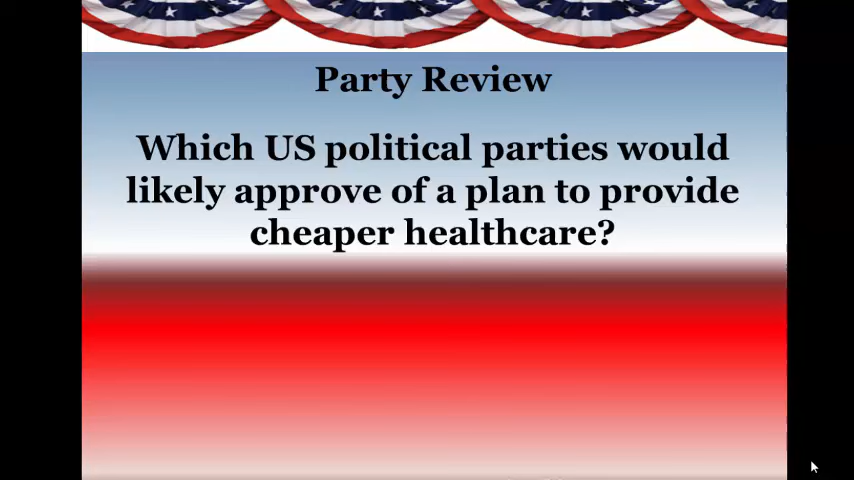 Party Review
Which US political parties would
likely approve of a plan to provide
cheaper healthcare?